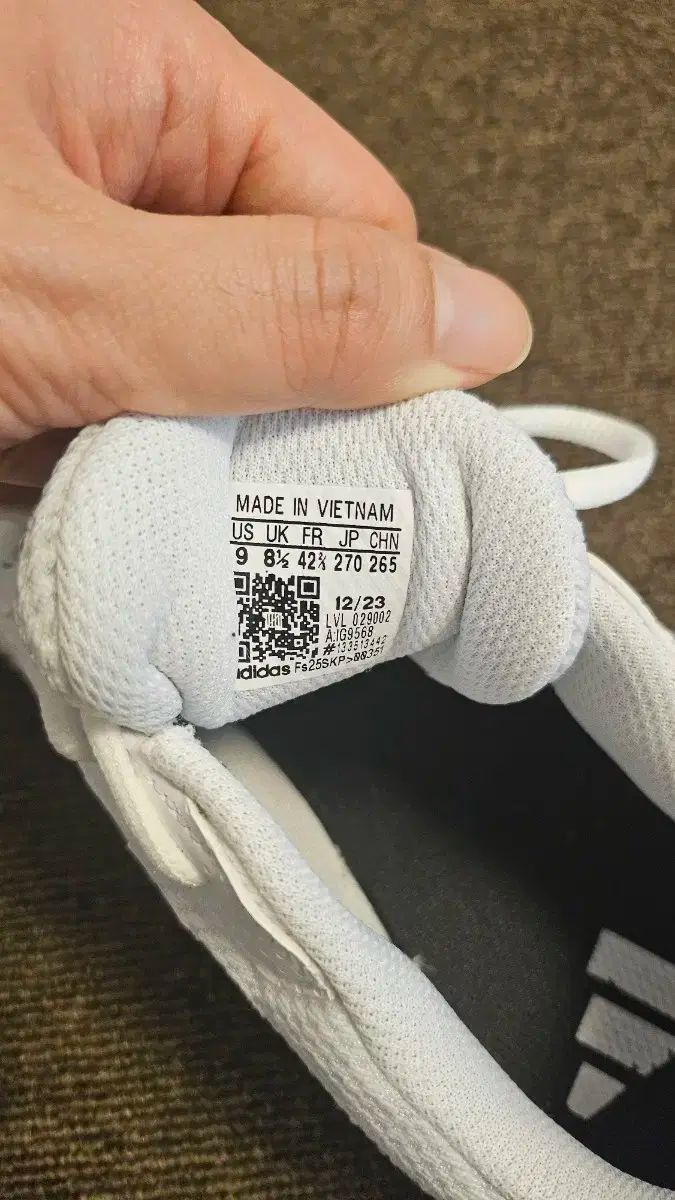 MADE IN VIETNAM
US UK FR JP CHN
9 8½ 42⅔ 270 265
12/23
LVL 029002
A:IG9568
#133513442
adidas Fs25SKP>00351